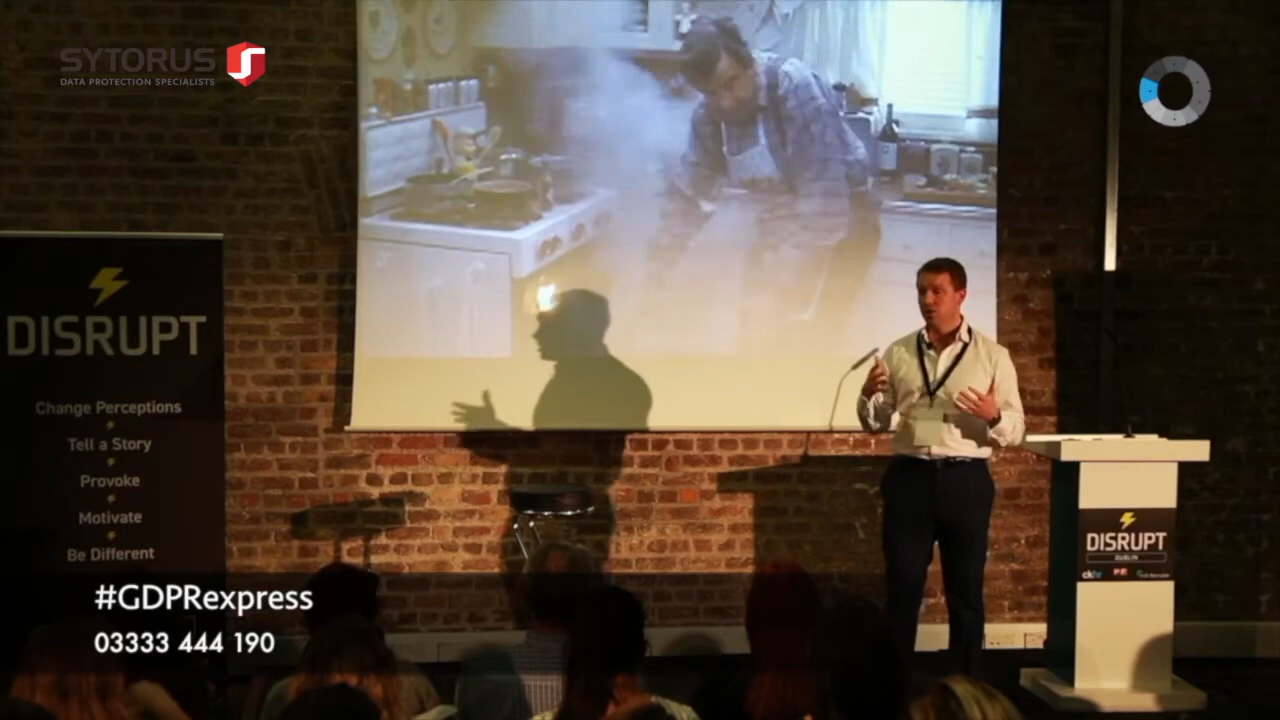 SYTORUS
DATA PROTECTION SPECIALISTS
DISRUPT
Change Perceptions
Tell a Story
Provoke
Motivate
Be Different
DISRUPT
DUBLIN
#GDPRexpress
03333 444 190